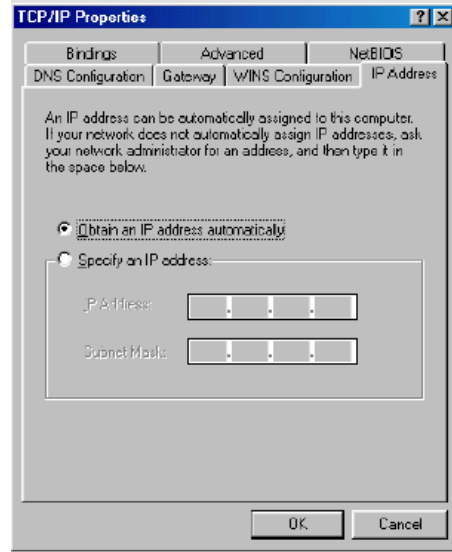 TCP/IP Properties
Bindings Advanced NetBIOS
DNS Configuration Gateway WINS Configuration IP Address
An IP address can be automatically assigned to this computer.
If your network does not automatically assign IP addresses, ask
your network administrator for an address, and then type it in
the space below.
Obtain an IP address automatically
Specify an IP address:
IP Address:
Subnet Mask:
OK Cancel